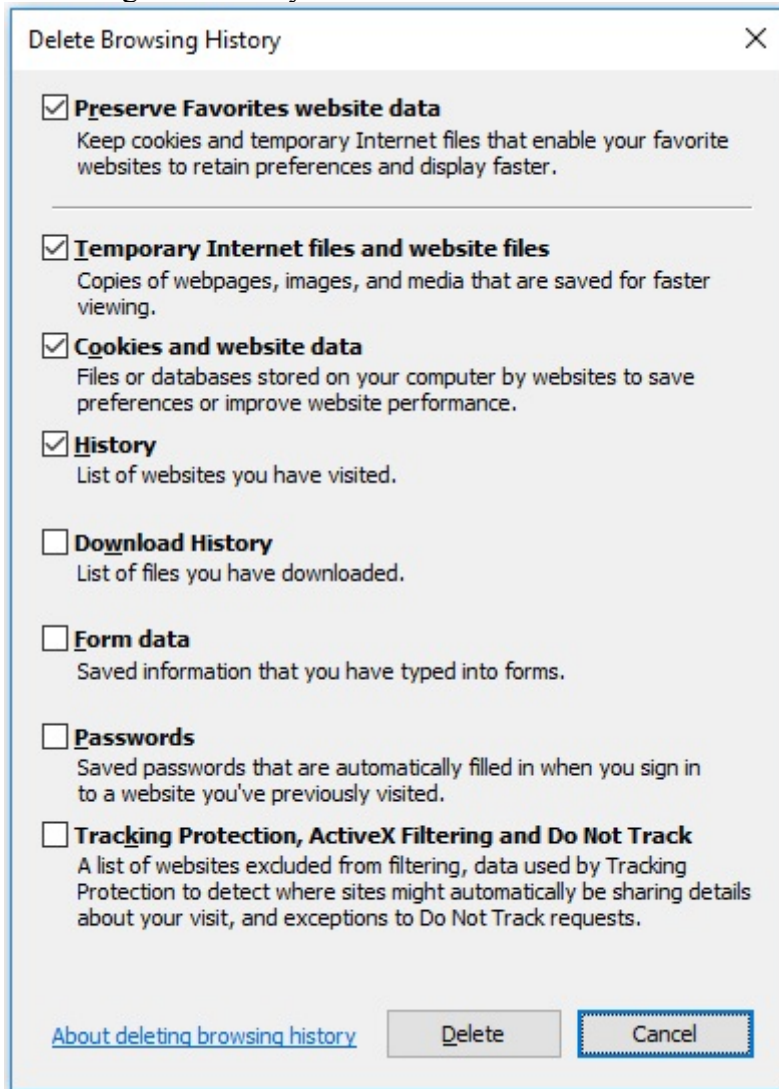 Delete Browsing History
Preserve Favorites website data
Keep cookies and temporary Internet files that enable your favorite
websites to retain preferences and display faster.
Temporary Internet files and website files
Copies of webpages, images, and media that are saved for faster
viewing.
Cookies and website data
Files or databases stored on your computer by websites to save
preferences or improve website performance.
History
List of websites you have visited.
Download History
List of files you have downloaded.
Form data
Saved information that you have typed into forms.
Passwords
Saved passwords that are automatically filled in when you sign in
to a website you've previously visited.
Tracking Protection, ActiveX Filtering and Do Not Track
A list of websites excluded from filtering, data used by Tracking
Protection to detect where sites might automatically be sharing details
about your visit, and exceptions to Do Not Track requests.
About deleting browsing history
Delete
Cancel